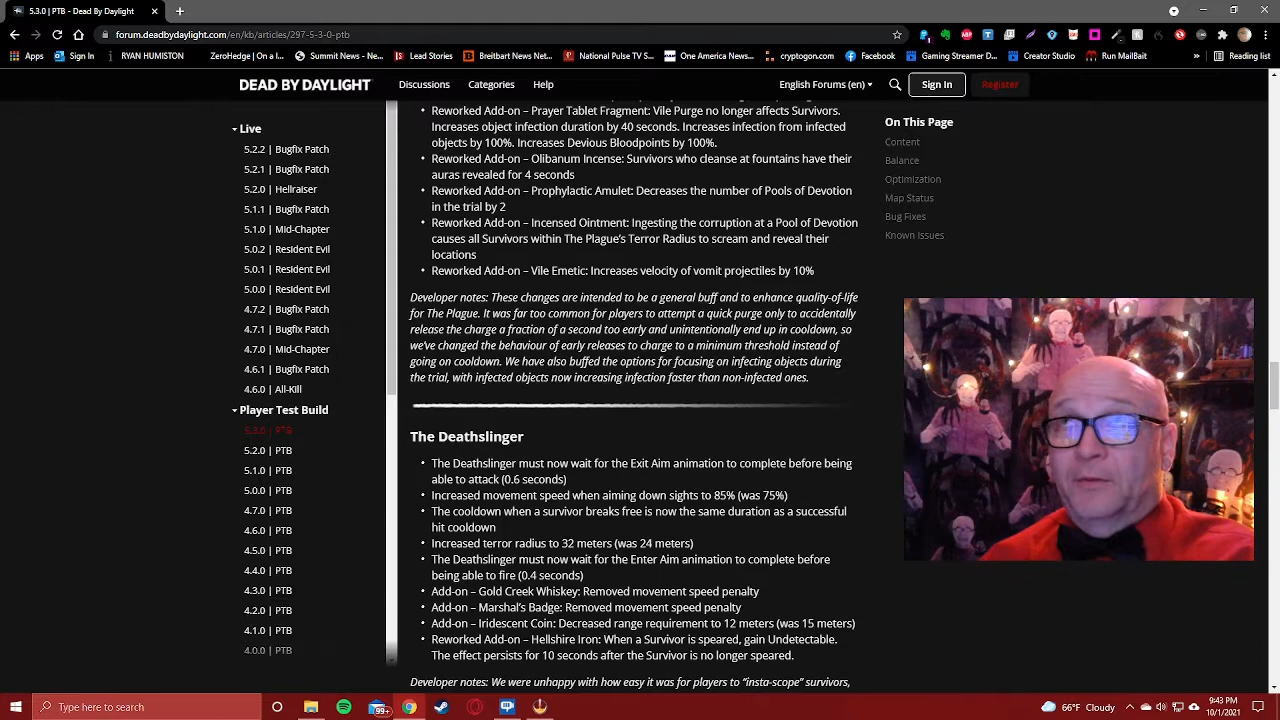 5.3.0 | PTB - Dead By Daylight
forum.deadbydaylight.com/en/kb/articles/297-5-3-0-ptb
Apps
Sign In
RYAN HUMISTON
ZeroHedge | On a lo...
Summit News - Ne...
Lead Stories
Breitbart News Net...
National Pulse TV S...
One America News...
cryptogon.com
Facebook
Gaming Streamer D...
Creator Studio
Run MailBait
»
Reading list
DEAD BY DAYLIGHT
Discussions
Categories
Help
English Forums (en)
Sign In
Register
Live
5.2.2 | Bugfix Patch
5.2.1 | Bugfix Patch
5.2.0 | Hellraiser
5.1.1 | Bugfix Patch
5.1.0 | Mid-Chapter
5.0.2 | Resident Evil
5.0.1 | Resident Evil
5.0.0 | Resident Evil
4.7.2 | Bugfix Patch
4.7.1 | Bugfix Patch
4.7.0 | Mid-Chapter
4.6.1 | Bugfix Patch
4.6.0 | All-Kill
Player Test Build
5.3.0 | PTB
5.2.0 | PTB
5.1.0 | PTB
5.0.0 | PTB
4.7.0 | PTB
4.6.0 | PTB
4.5.0 | PTB
4.4.0 | PTB
4.3.0 | PTB
4.2.0 | PTB
4.1.0 | PTB
4.0.0 | PTB
• Reworked Add-on – Prayer Tablet Fragment: Vile Purge no longer affects Survivors.
Increases object infection duration by 40 seconds. Increases infection from infected
objects by 100%. Increases Devious Bloodpoints by 100%.
• Reworked Add-on – Olibanum Incense: Survivors who cleanse at fountains have their
auras revealed for 4 seconds
• Reworked Add-on – Prophylactic Amulet: Decreases the number of Pools of Devotion
in the trial by 2
• Reworked Add-on – Incensed Ointment: Ingesting the corruption at a Pool of Devotion
causes all Survivors within The Plague's Terror Radius to scream and reveal their
locations
• Reworked Add-on – Vile Emetic: Increases velocity of vomit projectiles by 10%
Developer notes: These changes are intended to be a general buff and to enhance quality-of-life
for The Plague. It was far too common for players to attempt a quick purge only to accidentally
release the charge a fraction of a second too early and unintentionally end up in cooldown, so
we've changed the behaviour of early releases to charge to a minimum threshold instead of
going on cooldown. We have also buffed the options for focusing on infecting objects during
the trial, with infected objects now increasing infection faster than non-infected ones.
The Deathslinger
• The Deathslinger must now wait for the Exit Aim animation to complete before being
able to attack (0.6 seconds)
• Increased movement speed when aiming down sights to 85% (was 75%)
• The cooldown when a survivor breaks free is now the same duration as a successful
hit cooldown
• Increased terror radius to 32 meters (was 24 meters)
• The Deathslinger must now wait for the Enter Aim animation to complete before
being able to fire (0.4 seconds)
• Add-on – Gold Creek Whiskey: Removed movement speed penalty
• Add-on – Marshal's Badge: Removed movement speed penalty
• Add-on – Iridescent Coin: Decreased range requirement to 12 meters (was 15 meters)
• Reworked Add-on – Hellshire Iron: When a Survivor is speared, gain Undetectable.
The effect persists for 10 seconds after the Survivor is no longer speared.
Developer notes: We were unhappy with how easy it was for players to "insta-scope" survivors,
On This Page
Content
Balance
Optimization
Map Status
Bug Fixes
Known Issues
Type here to search
99+
66°F Cloudy
9:43 PM
10/1/2021